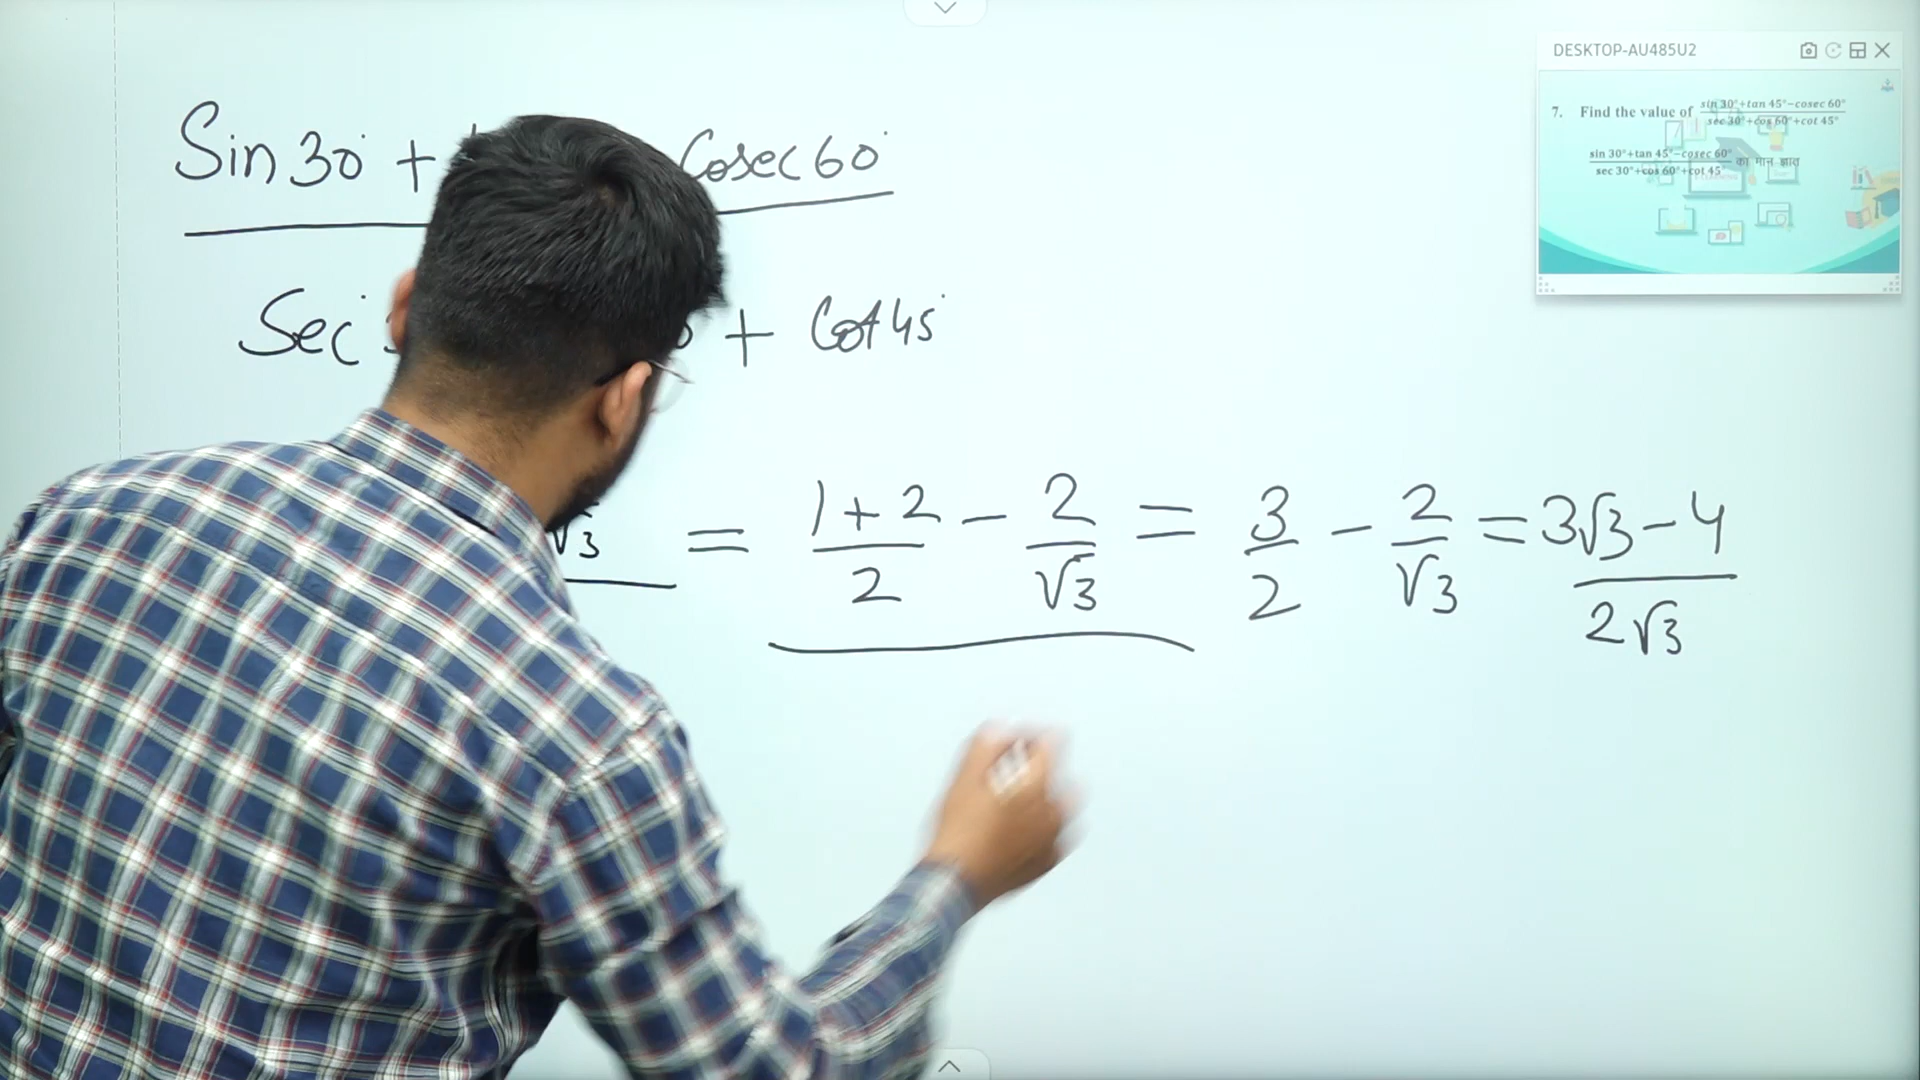 DESKTOP-AU485U2
7. Find the value of sin 30°+tan 45°−cosec 60° / sec 30°+cos 60°+cot 45°
sin 30°+tan 45°−cosec 60° / sec 30°+cos 60°+cot 45° का मान ज्ञात
Sin 30° + Cosec 60°
Sec + Cot 45°
√3 = (1+2)/2 − 2/√3 = 3/2 − 2/√3 = (3√3−4)/(2√3)